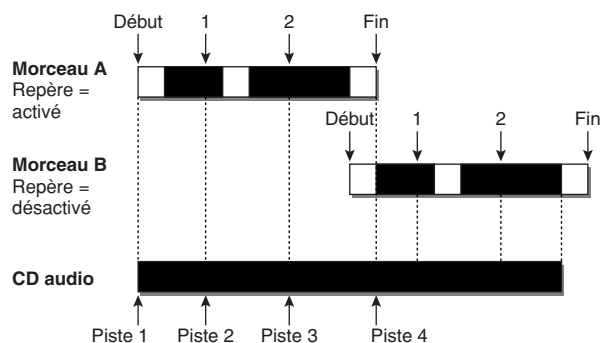 Début 1 2 Fin
Morceau A
Repère =
activé
Début 1 2 Fin
Morceau B
Repère =
désactivé
CD audio
Piste 1 Piste 2 Piste 3 Piste 4